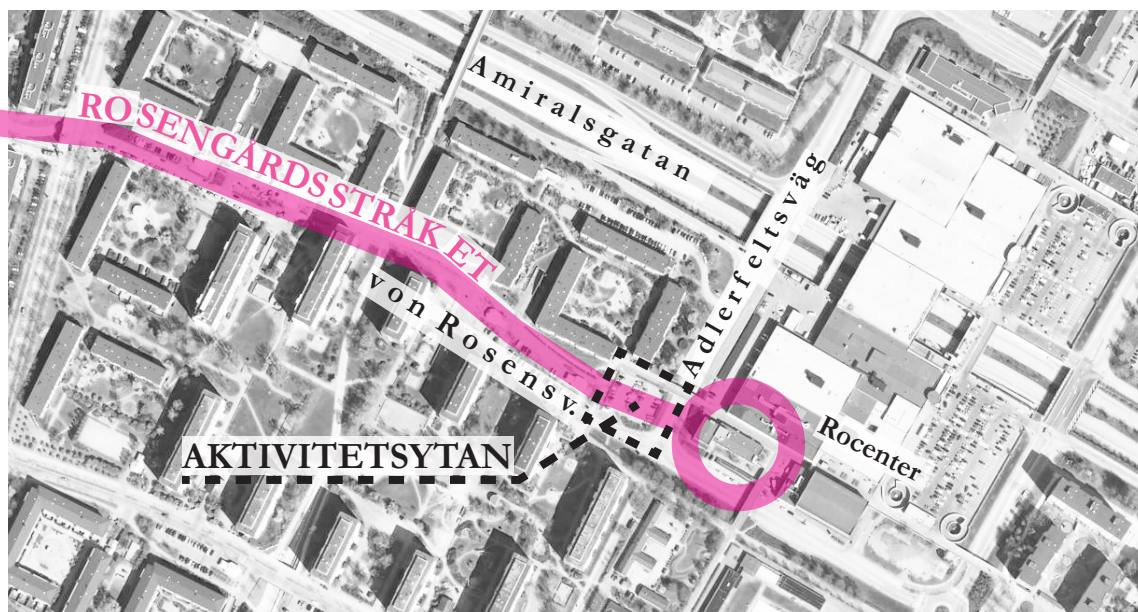 Amiralsgatan
ROSENGÅRDSSTRÅKET
Adlerfeltsväg
von Rosensv.
AKTIVITETSYTAN
Rocenter